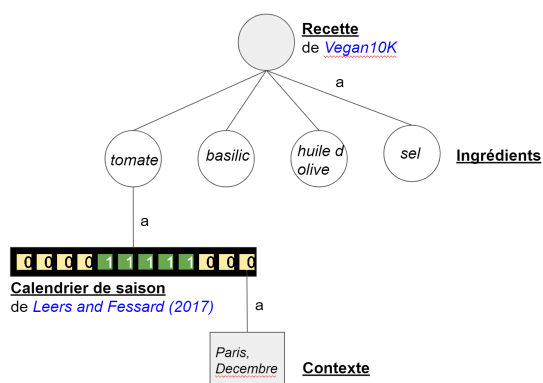 Recette
de Vegan10K
a
tomate
basilic
huile d
olive
sel
Ingrédients
a
0 0 0 0 1 1 1 1 1 0 0 0
Calendrier de saison
de Leers and Fessard (2017)
a
Paris,
Decembre
Contexte